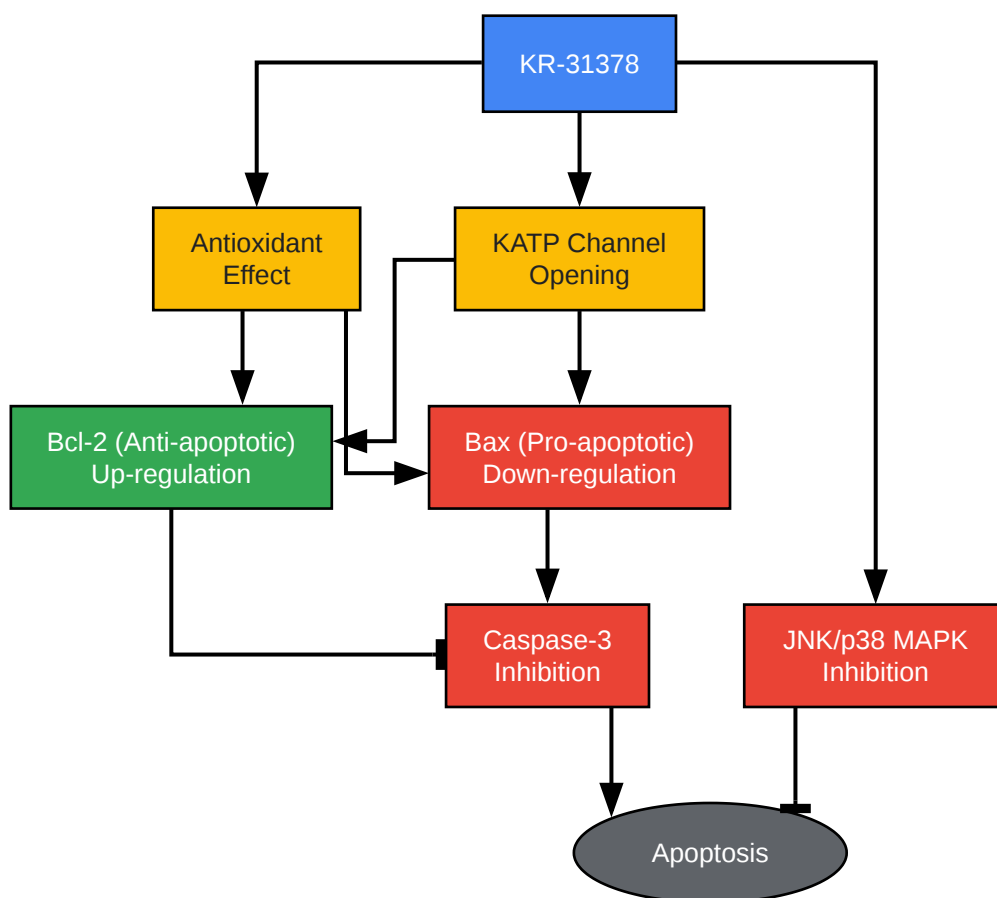 KR-31378
Antioxidant
Effect
KATP Channel
Opening
Bcl-2 (Anti-apoptotic)
Up-regulation
Bax (Pro-apoptotic)
Down-regulation
Caspase-3
Inhibition
JNK/p38 MAPK
Inhibition
Apoptosis